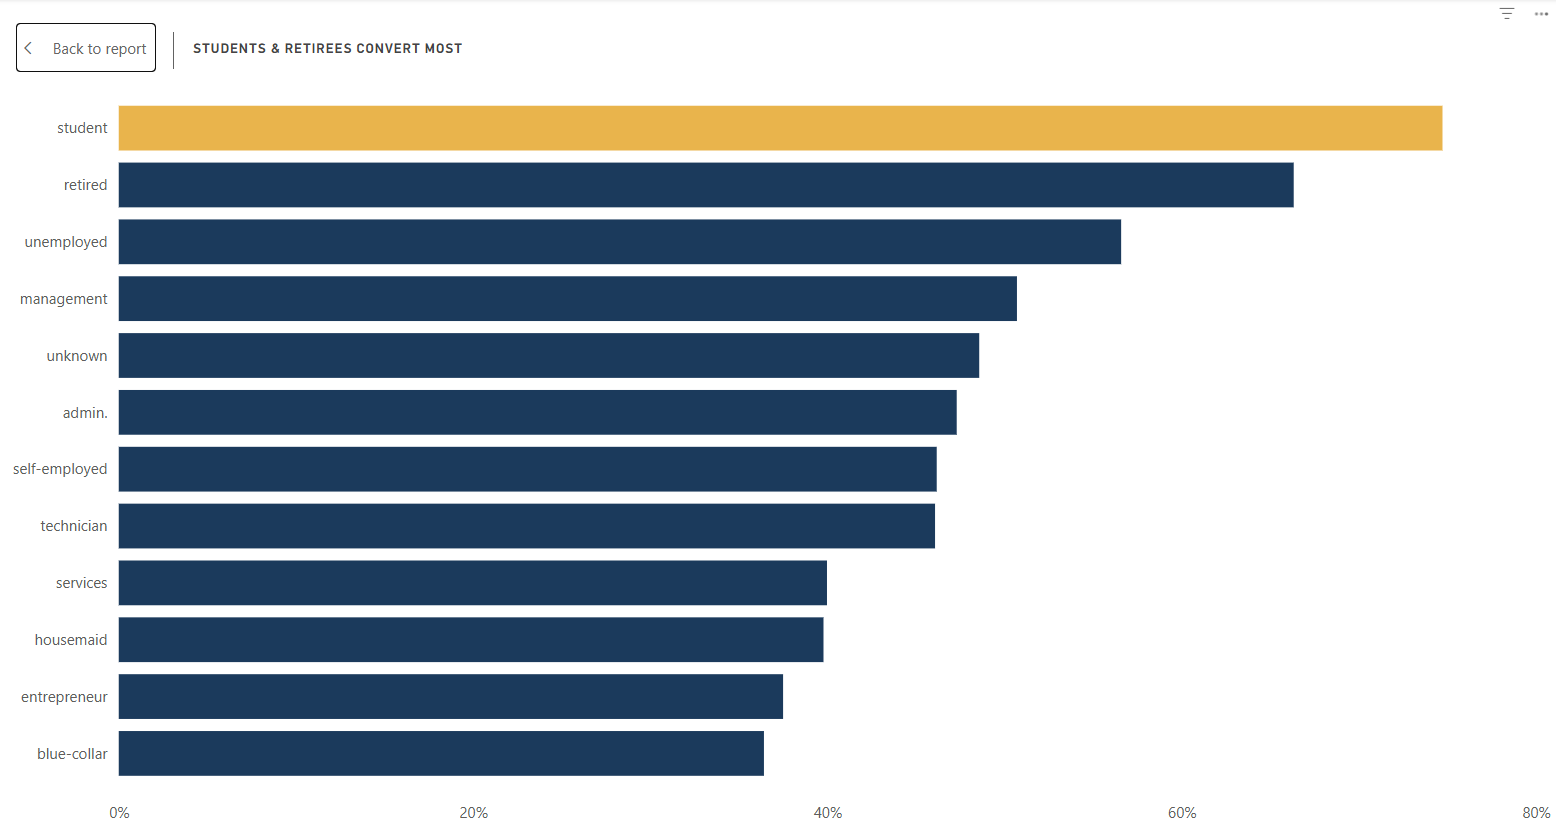 Back to report
STUDENTS & RETIREES CONVERT MOST
student
retired
unemployed
management
unknown
admin.
self-employed
technician
services
housemaid
entrepreneur
blue-collar
0% 20% 40% 60% 80%